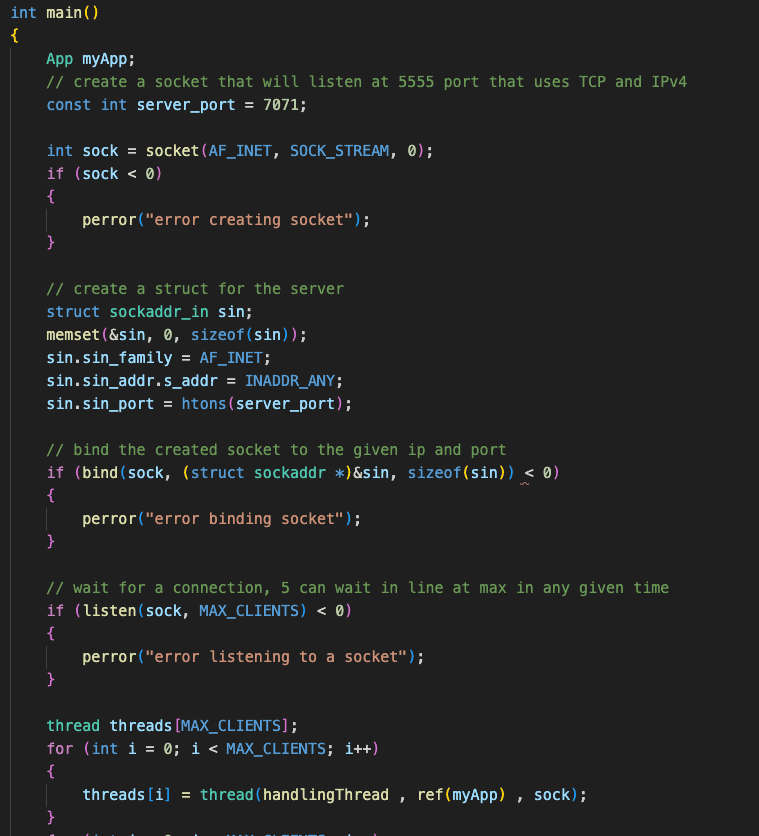 int main()
{
App myApp;
// create a socket that will listen at 5555 port that uses TCP and IPv4
const int server_port = 7071;
int sock = socket(AF_INET, SOCK_STREAM, 0);
if (sock < 0)
{
perror("error creating socket");
}
// create a struct for the server
struct sockaddr_in sin;
memset(&sin, 0, sizeof(sin));
sin.sin_family = AF_INET;
sin.sin_addr.s_addr = INADDR_ANY;
sin.sin_port = htons(server_port);
// bind the created socket to the given ip and port
if (bind(sock, (struct sockaddr *)&sin, sizeof(sin)) < 0)
{
perror("error binding socket");
}
// wait for a connection, 5 can wait in line at max in any given time
if (listen(sock, MAX_CLIENTS) < 0)
{
perror("error listening to a socket");
}
thread threads[MAX_CLIENTS];
for (int i = 0; i < MAX_CLIENTS; i++)
{
threads[i] = thread(handlingThread , ref(myApp) , sock);
}